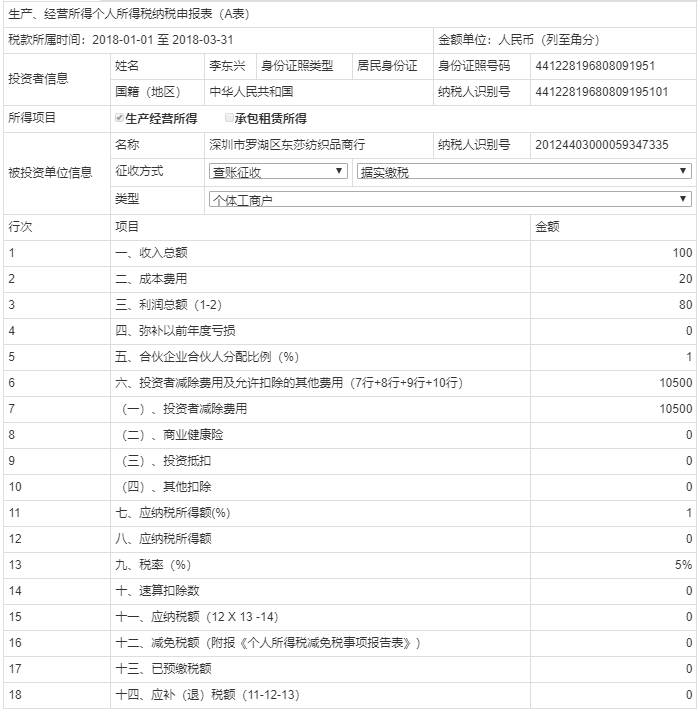 生产、经营所得个人所得税纳税申报表（A表）
税款所属时间：2018-01-01 至 2018-03-31 金额单位：人民币（列至角分）
投资者信息 姓名 李东兴 身份证照类型 居民身份证 身份证照号码 441228196808091951
国籍（地区） 中华人民共和国 纳税人识别号 44122819680809195101
所得项目 生产经营所得 承包租赁所得
被投资单位信息 名称 深圳市罗湖区东莎纺织品商行 纳税人识别号 20124403000059347335
征收方式 查账征收 据实缴税
类型 个体工商户
行次 项目 金额
1 一、收入总额 100
2 二、成本费用 20
3 三、利润总额（1-2） 80
4 四、弥补以前年度亏损 0
5 五、合伙企业合伙人分配比例（%） 1
6 六、投资者减除费用及允许扣除的其他费用（7行+8行+9行+10行） 10500
7 （一）、投资者减除费用 10500
8 （二）、商业健康险 0
9 （三）、投资抵扣 0
10 （四）、其他扣除 0
11 七、应纳税所得额(%) 1
12 八、应纳税所得额 0
13 九、税率（%） 5%
14 十、速算扣除数 0
15 十一、应纳税额（12 X 13 -14） 0
16 十二、减免税额（附报《个人所得税减免税事项报告表》） 0
17 十三、已预缴税额 0
18 十四、应补（退）税额（11-12-13） 0